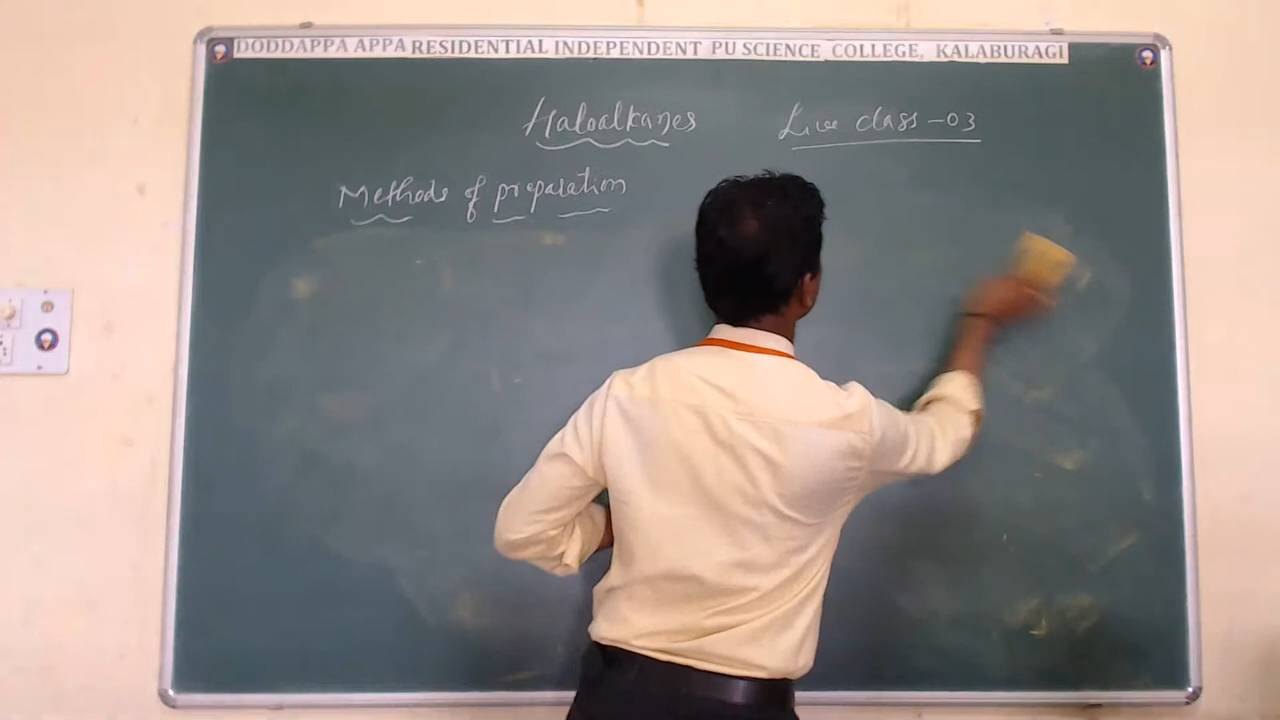 DODDAPPA APPA RESIDENTIAL INDEPENDENT PU SCIENCE COLLEGE, KALABURAGI
Haloalkanes Live class -03
Methods of preparation